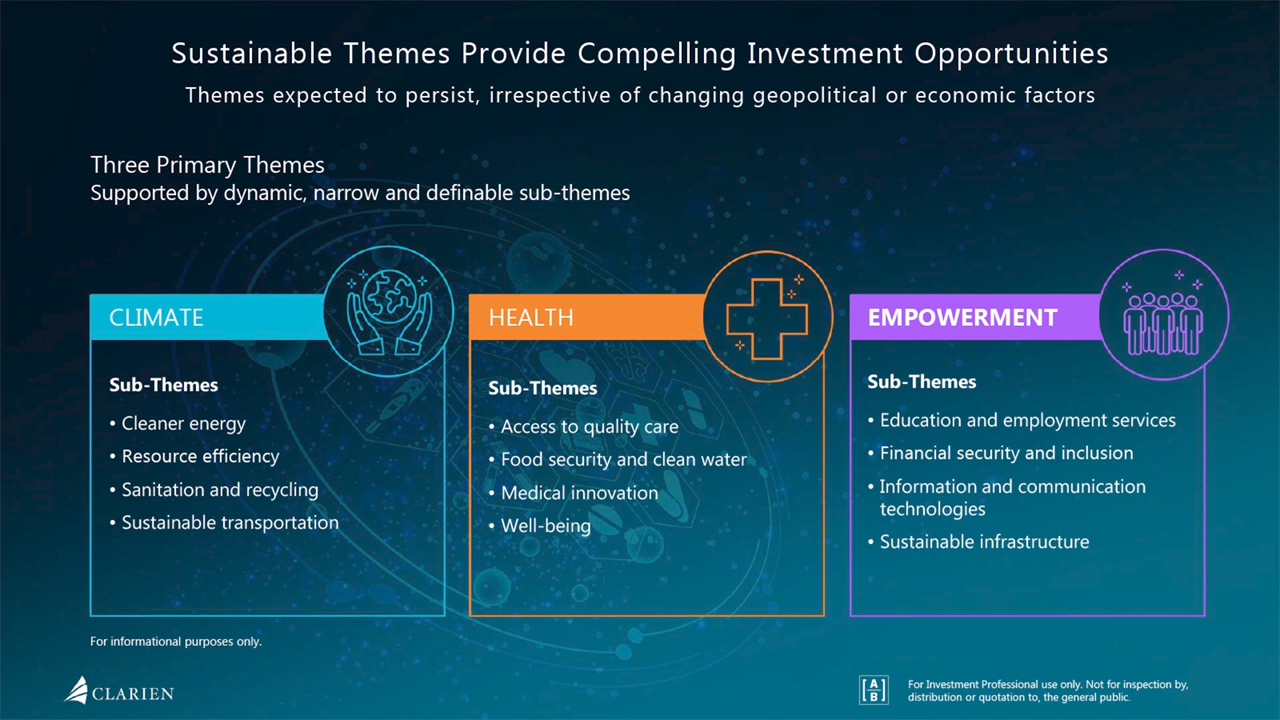 Sustainable Themes Provide Compelling Investment Opportunities
Themes expected to persist, irrespective of changing geopolitical or economic factors
Three Primary Themes
Supported by dynamic, narrow and definable sub-themes
CLIMATE
Sub-Themes
• Cleaner energy
• Resource efficiency
• Sanitation and recycling
• Sustainable transportation
HEALTH
Sub-Themes
• Access to quality care
• Food security and clean water
• Medical innovation
• Well-being
EMPOWERMENT
Sub-Themes
• Education and employment services
• Financial security and inclusion
• Information and communication
technologies
• Sustainable infrastructure
For informational purposes only.
CLARIEN
[A/B]
For Investment Professional use only. Not for inspection by,
distribution or quotation to, the general public.